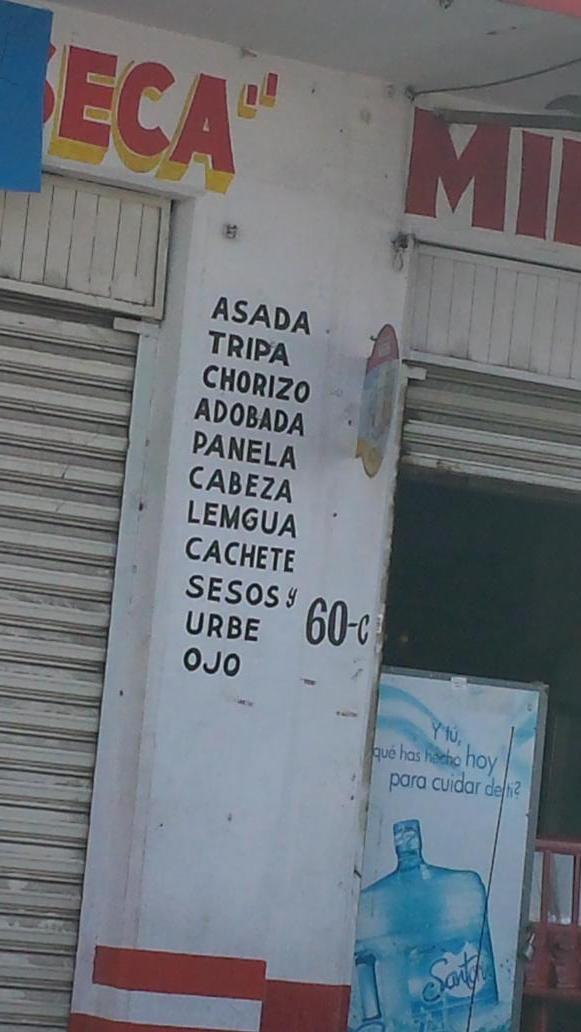 SECA"
MI
ASADA
TRIPA
CHORIZO
ADOBADA
PANELA
CABEZA
LEMGUA
CACHETE
SESOS y
URBE 60-C
OJO
Y tú,
qué has hecho hoy
para cuidar de ti?
Santorini